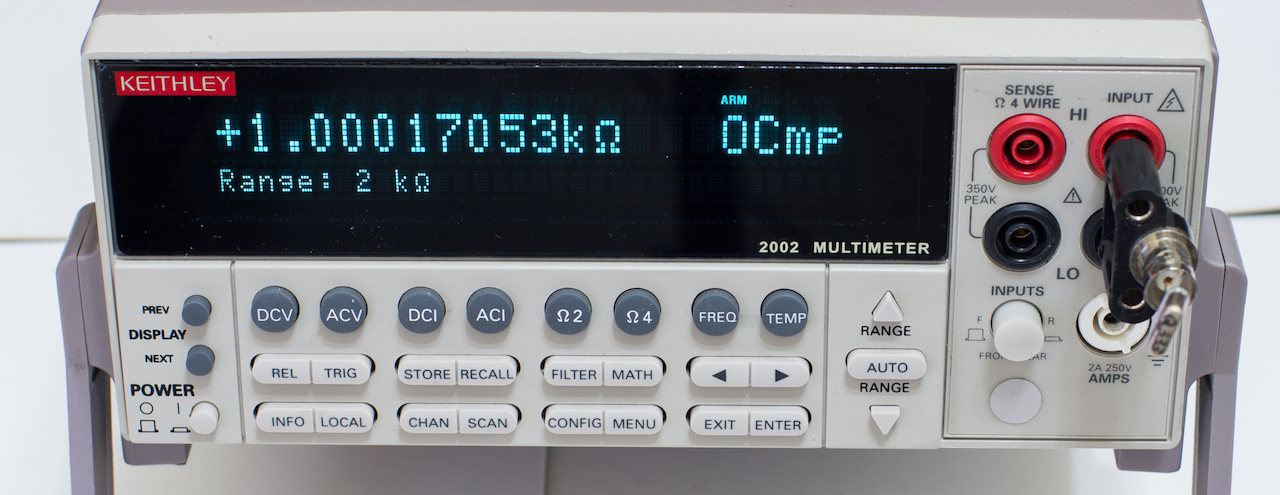 KEITHLEY
ARM
+1.00017053kΩ OCmp
Range: 2 kΩ
2002 MULTIMETER
SENSE
Ω 4 WIRE
INPUT
HI
350V
PEAK
LO
INPUTS
F R
2A 250V
AMPS
PREV
DISPLAY
NEXT
POWER
DCV ACV DCI ACI Ω2 Ω4 FREQ TEMP
REL TRIG STORE RECALL FILTER MATH ◀ ▶
INFO LOCAL CHAN SCAN CONFIG MENU EXIT ENTER
RANGE
AUTO
RANGE